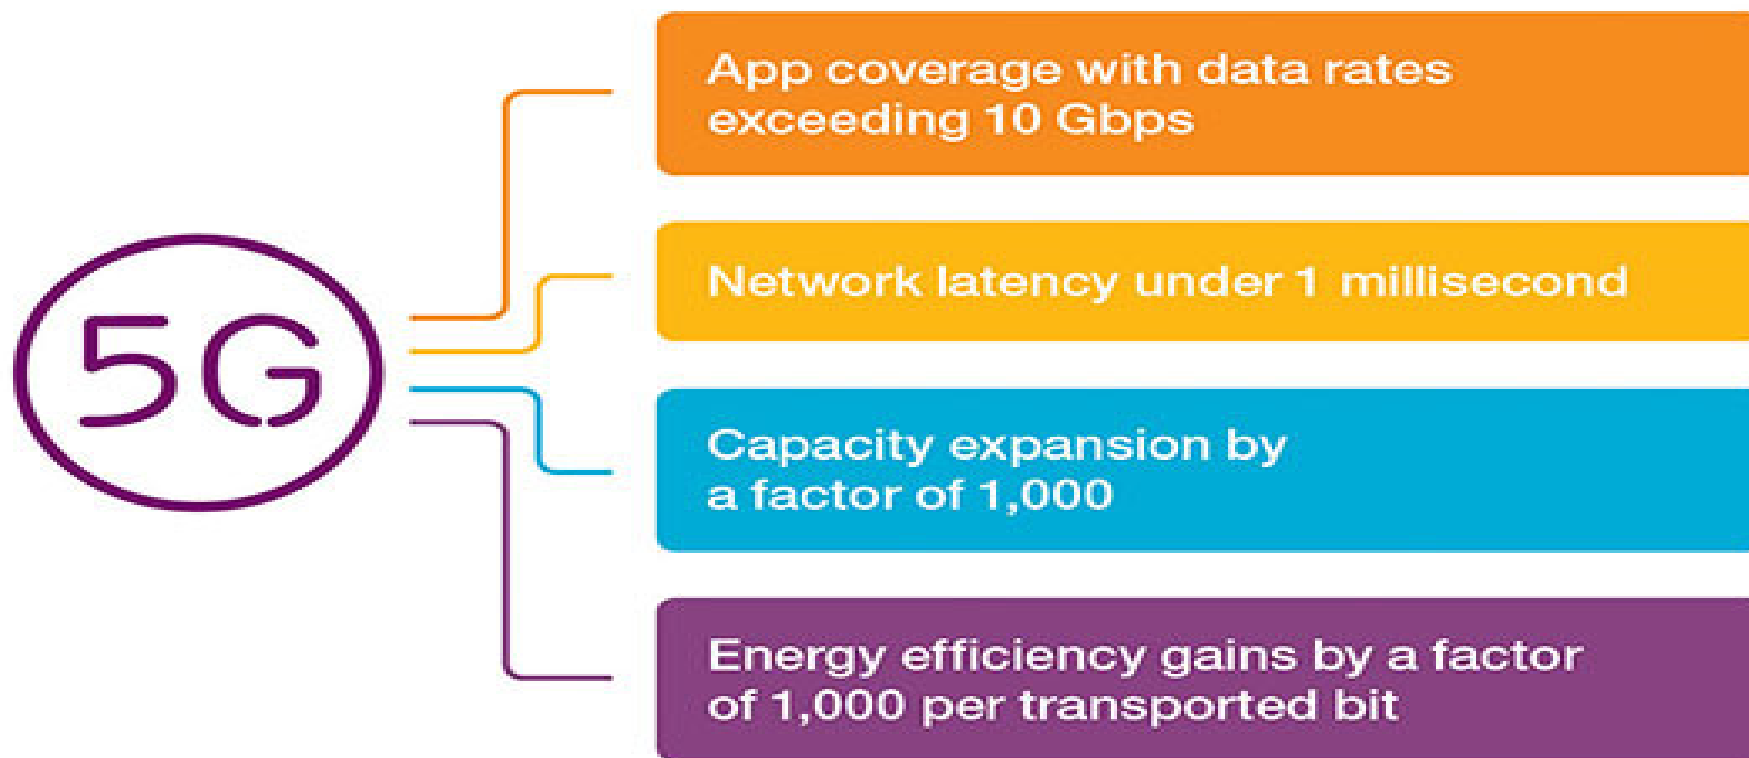 5G
App coverage with data rates
exceeding 10 Gbps
Network latency under 1 millisecond
Capacity expansion by
a factor of 1,000
Energy efficiency gains by a factor
of 1,000 per transported bit